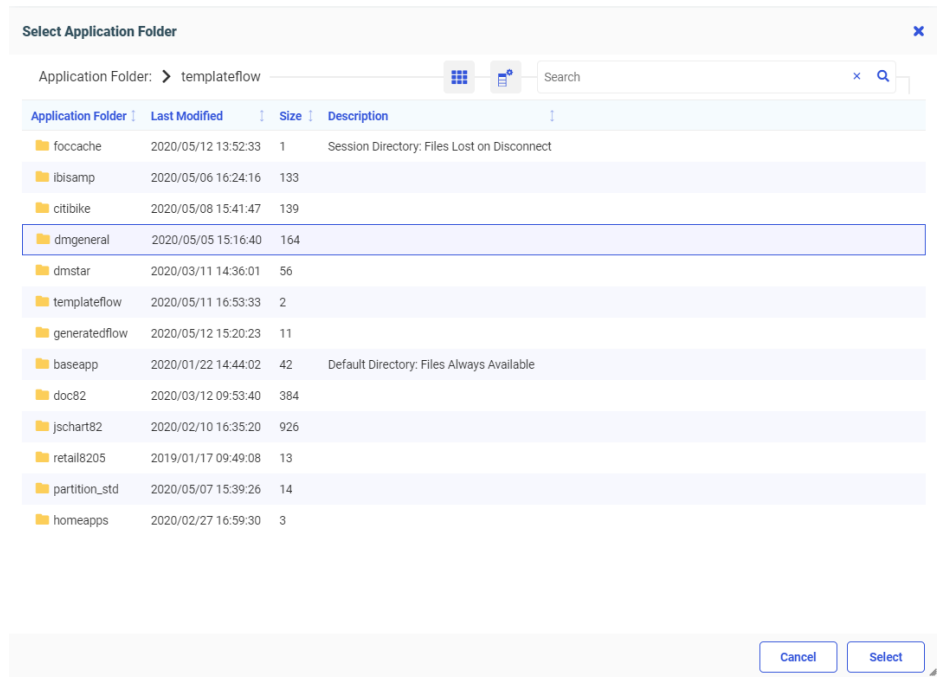 Select Application Folder
Application Folder: templateflow Search
Application Folder Last Modified Size Description
foccache 2020/05/12 13:52:33 1 Session Directory: Files Lost on Disconnect
ibisamp 2020/05/06 16:24:16 133
citibike 2020/05/08 15:41:47 139
dmgeneral 2020/05/05 15:16:40 164
dmstar 2020/03/11 14:36:01 56
templateflow 2020/05/11 16:53:33 2
generatedflow 2020/05/12 15:20:23 11
baseapp 2020/01/22 14:44:02 42 Default Directory: Files Always Available
doc82 2020/03/12 09:53:40 384
jschart82 2020/02/10 16:35:20 926
retail8205 2019/01/17 09:49:08 13
partition_std 2020/05/07 15:39:26 14
homeapps 2020/02/27 16:59:30 3
Cancel Select